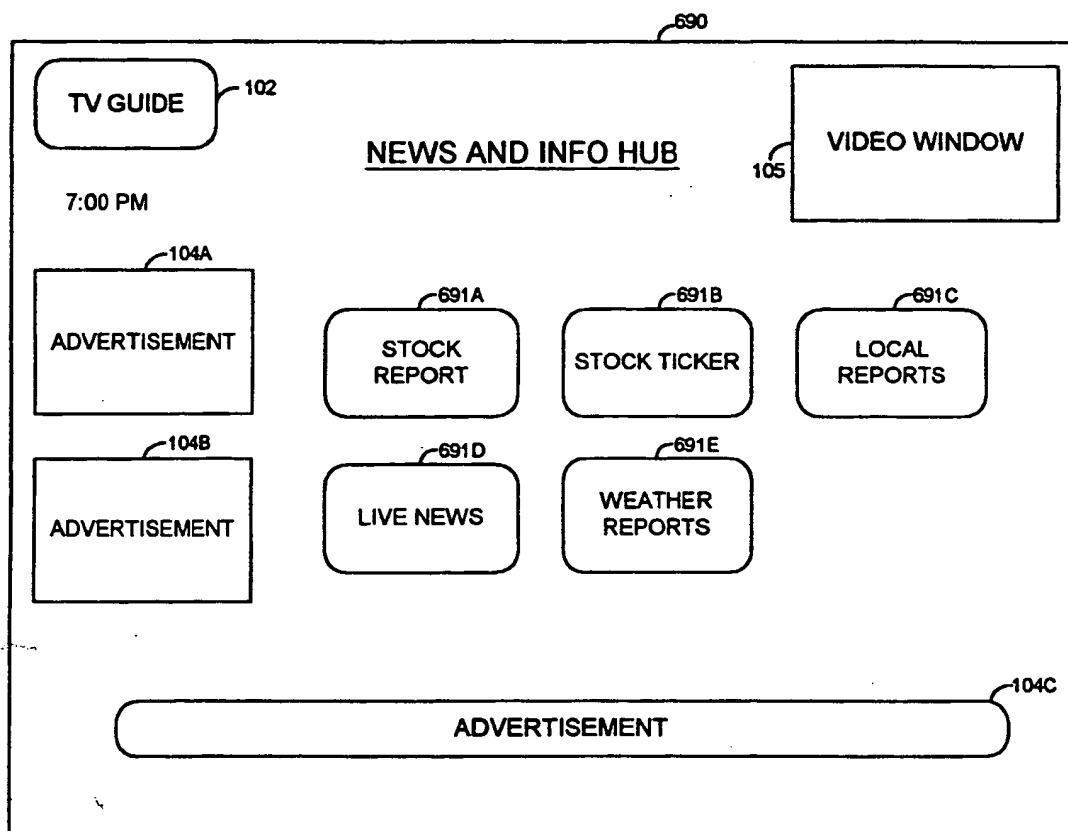 690
TV GUIDE
102
NEWS AND INFO HUB
VIDEO WINDOW
105
7:00 PM
104A
ADVERTISEMENT
691A
STOCK
REPORT
691B
STOCK TICKER
691C
LOCAL
REPORTS
104B
ADVERTISEMENT
691D
LIVE NEWS
691E
WEATHER
REPORTS
104C
ADVERTISEMENT